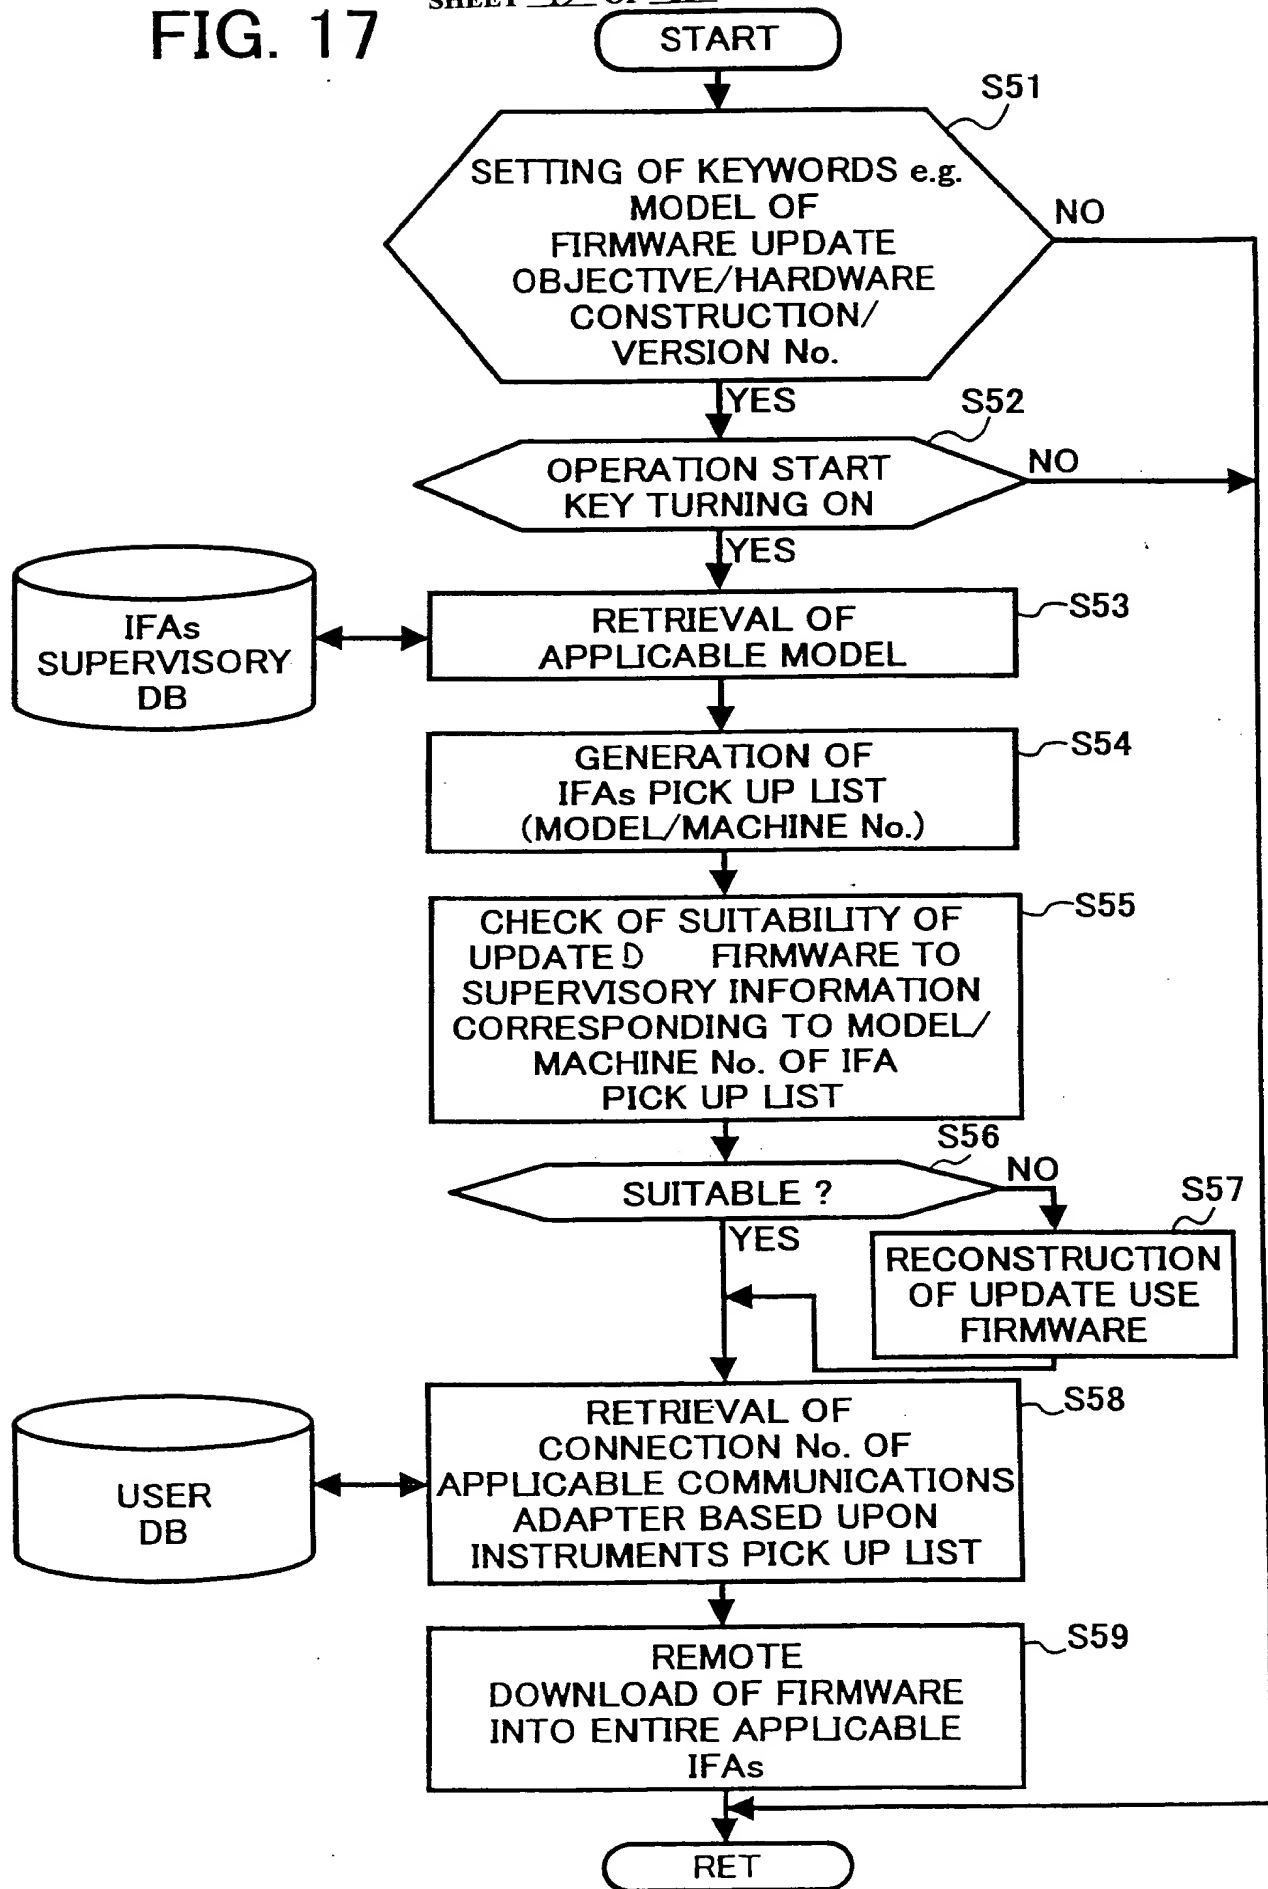 FIG. 17
SHEET OF
START
S51
SETTING OF KEYWORDS e.g.
MODEL OF
FIRMWARE UPDATE
OBJECTIVE/HARDWARE
CONSTRUCTION/
VERSION No.
NO
YES
S52
OPERATION START
KEY TURNING ON
NO
YES
IFAs
SUPERVISORY
DB
S53
RETRIEVAL OF
APPLICABLE MODEL
S54
GENERATION OF
IFAs PICK UP LIST
(MODEL/MACHINE No.)
S55
CHECK OF SUITABILITY OF
UPDATED FIRMWARE TO
SUPERVISORY INFORMATION
CORRESPONDING TO MODEL/
MACHINE No. OF IFA
PICK UP LIST
S56
SUITABLE ?
NO
YES
S57
RECONSTRUCTION
OF UPDATE USE
FIRMWARE
USER
DB
S58
RETRIEVAL OF
CONNECTION No. OF
APPLICABLE COMMUNICATIONS
ADAPTER BASED UPON
INSTRUMENTS PICK UP LIST
S59
REMOTE
DOWNLOAD OF FIRMWARE
INTO ENTIRE APPLICABLE
IFAs
RET